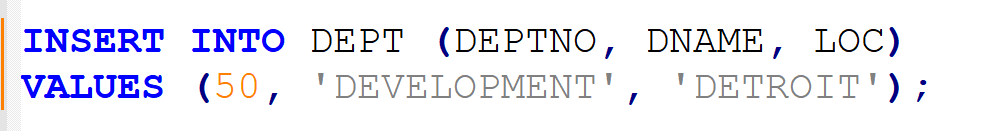 INSERT INTO DEPT (DEPTNO, DNAME, LOC)
VALUES (50, 'DEVELOPMENT', 'DETROIT');